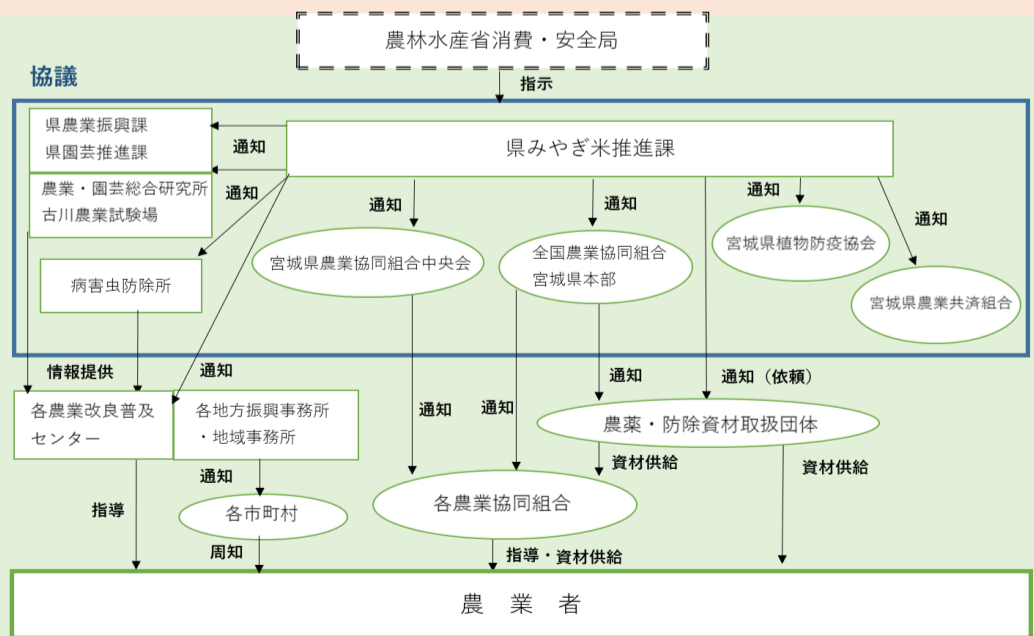 農林水産省消費・安全局
協議
指示
県農業振興課
県園芸推進課
通知
県みやぎ米推進課
農業・園芸総合研究所
古川農業試験場
通知
通知
通知
通知
通知
宮城県農業協同組合中央会
全国農業協同組合
宮城県本部
宮城県植物防疫協会
病害虫防除所
宮城県農業共済組合
情報提供
通知
通知
通知（依頼）
各農業改良普及
センター
各地方振興事務所
・地域事務所
通知
通知
農薬・防除資材取扱団体
通知
資材供給
資材供給
指導
各市町村
各農業協同組合
周知
指導・資材供給
農業者